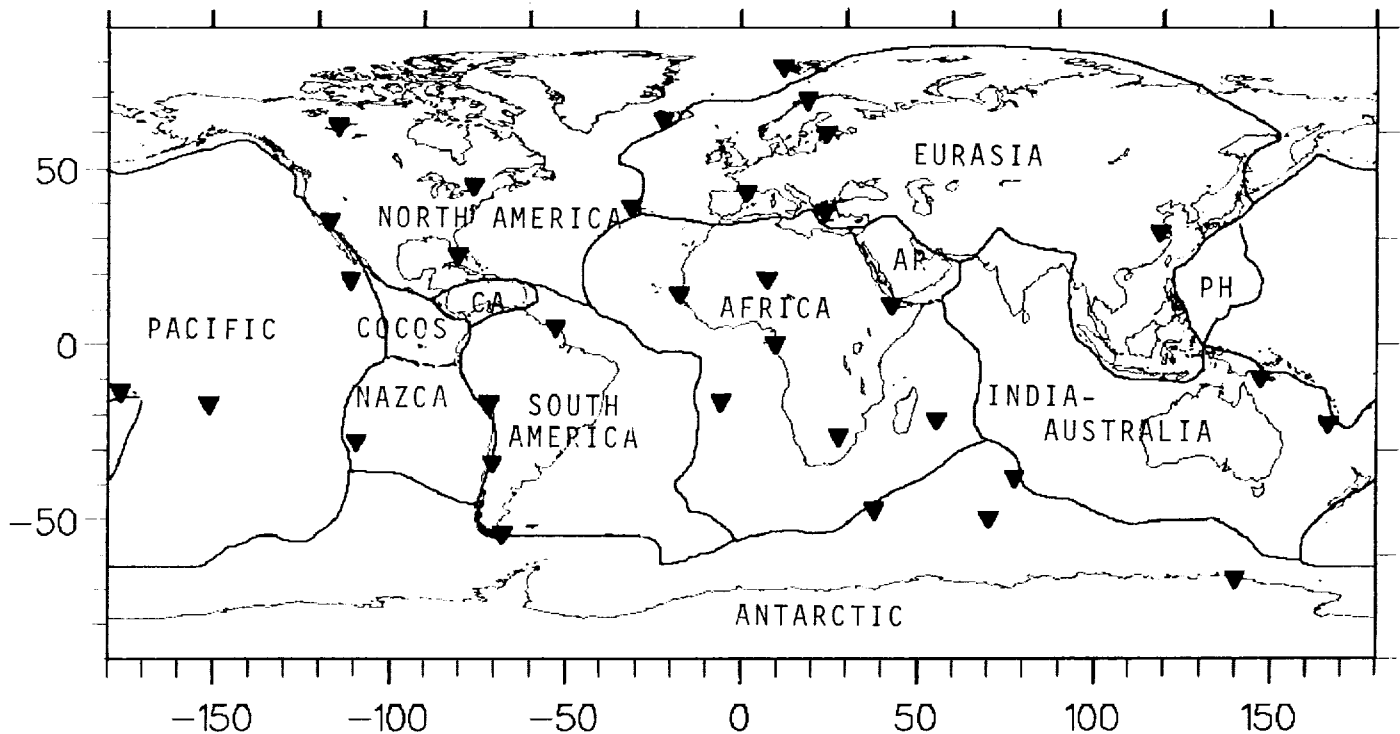 EURASIA
50
NORTH AMERICA
AR
CA
AFRICA
PH
PACIFIC
COCOS
0
NAZCA
SOUTH
AMERICA
INDIA-
AUSTRALIA
−50
ANTARCTIC
−150 −100 −50 0 50 100 150